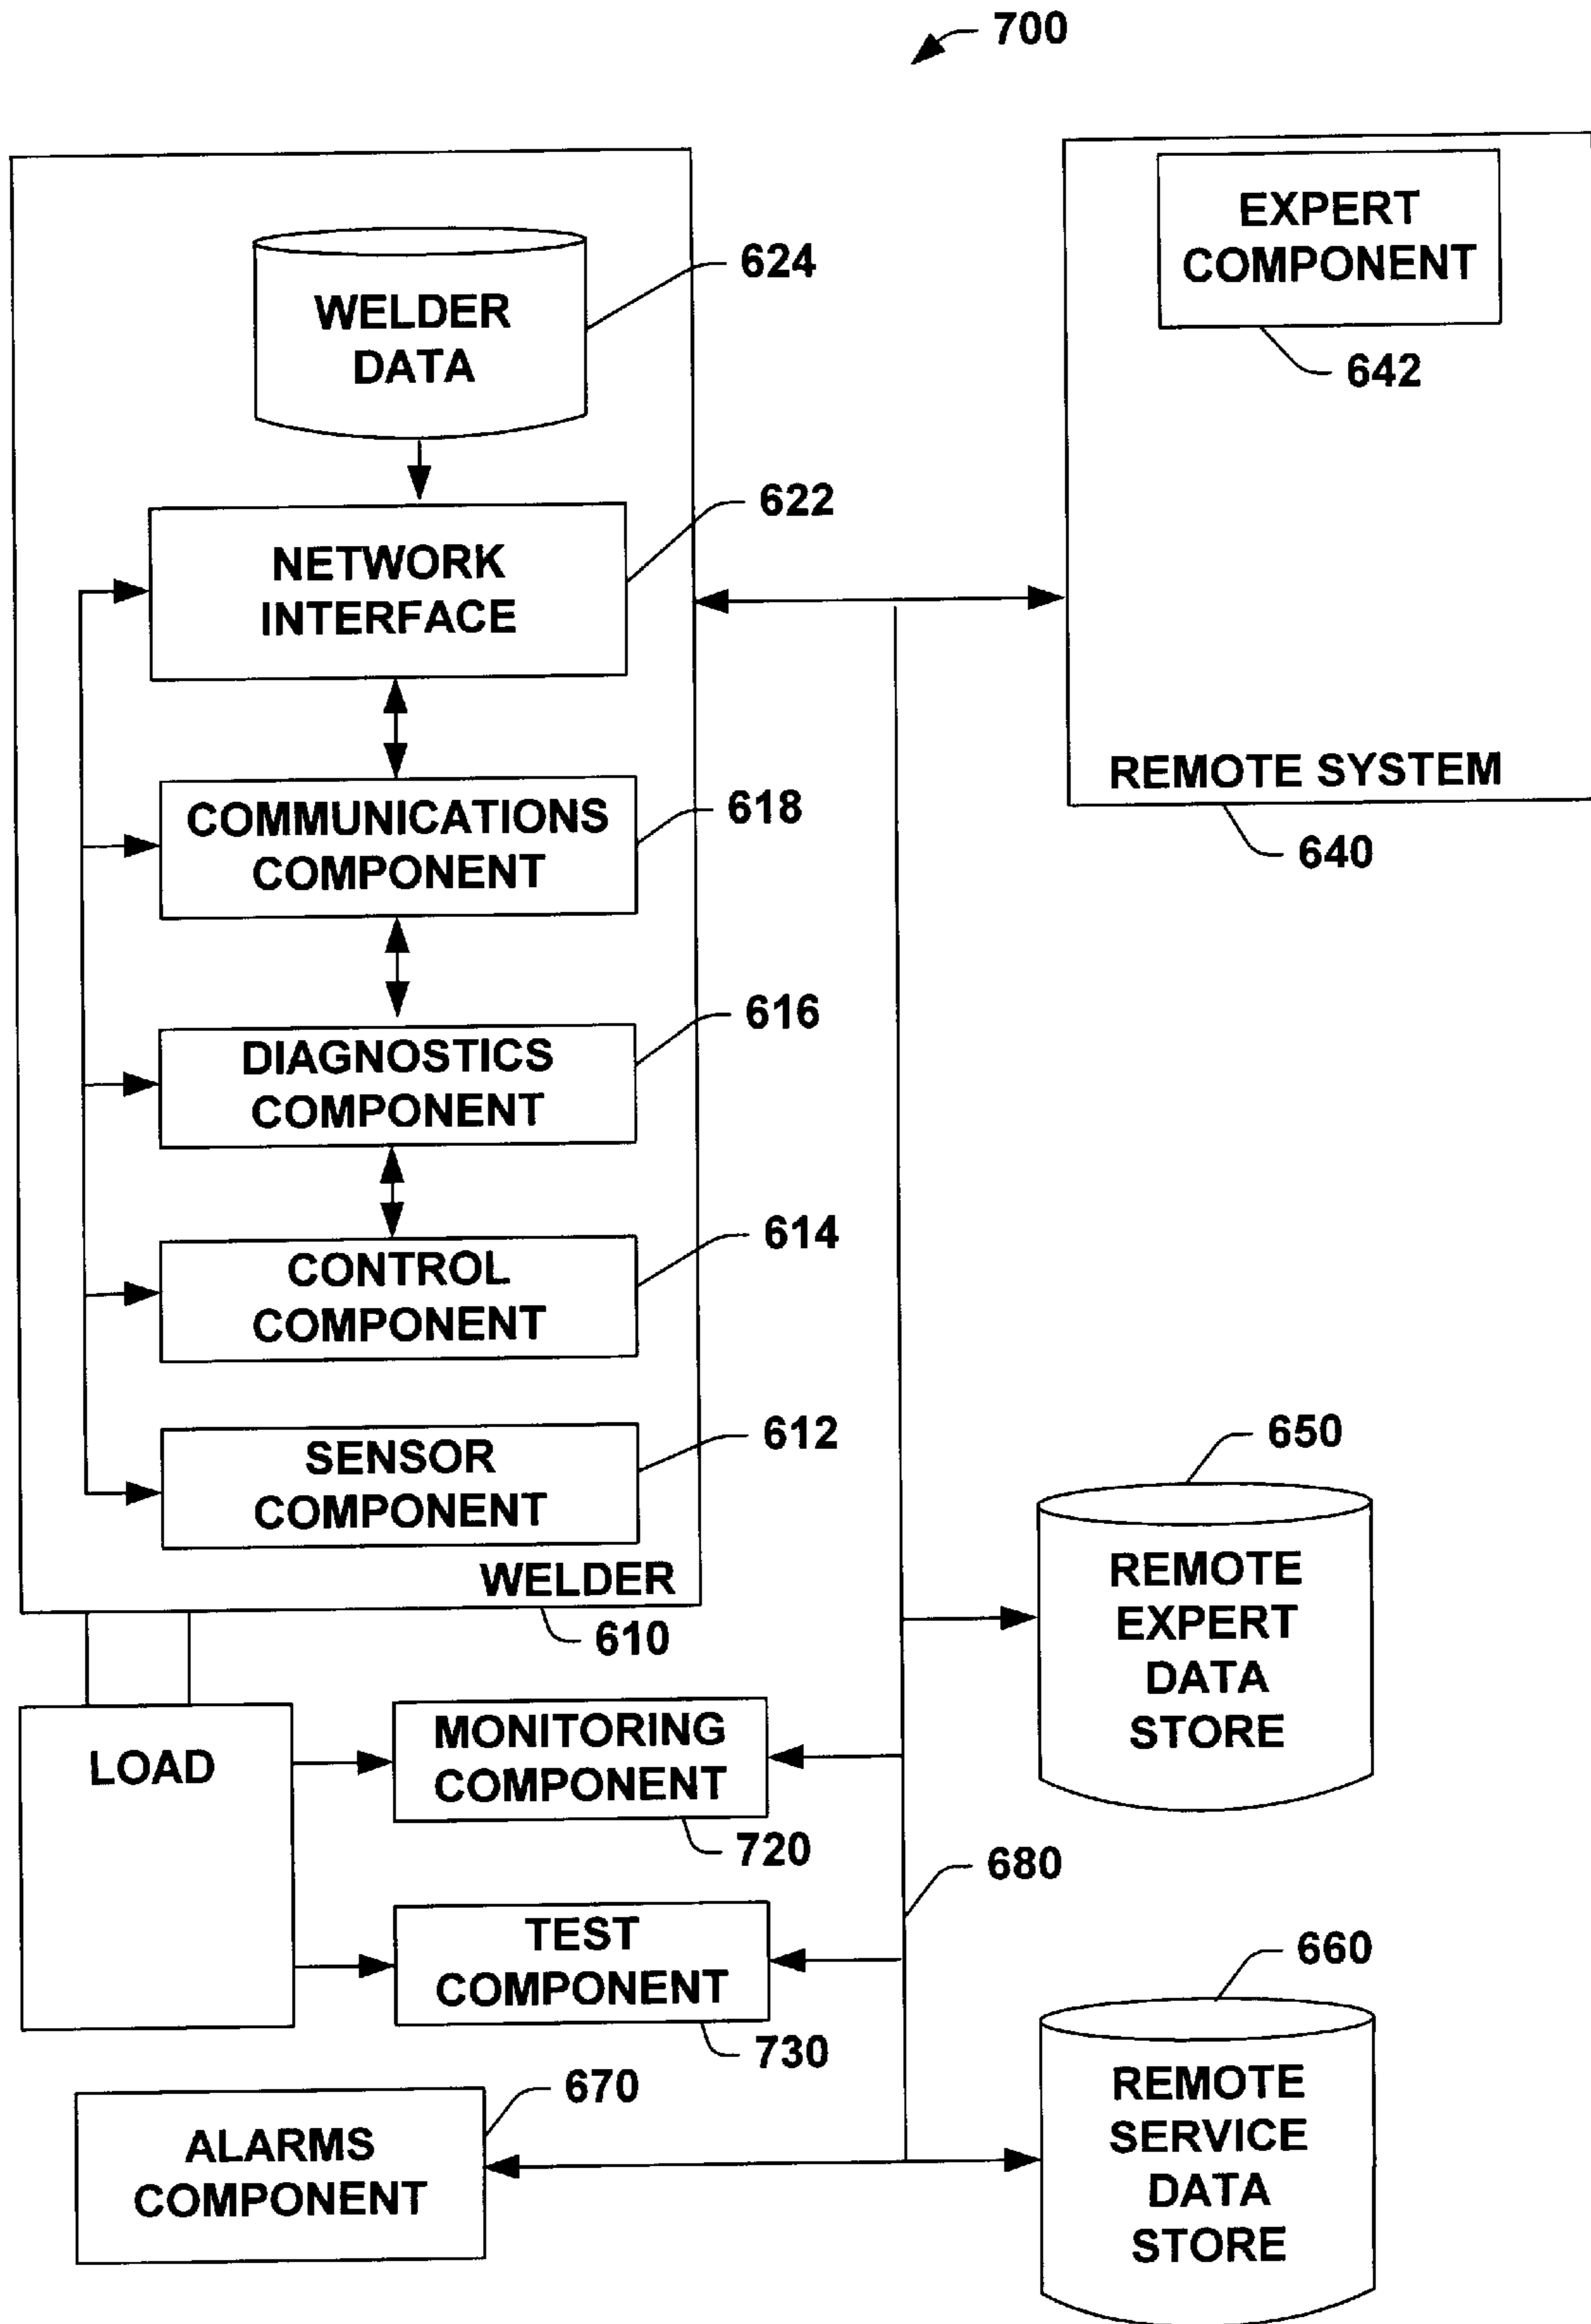 700
EXPERT
COMPONENT
642
624
WELDER
DATA
622
NETWORK
INTERFACE
REMOTE SYSTEM
640
COMMUNICATIONS
COMPONENT
618
616
DIAGNOSTICS
COMPONENT
614
CONTROL
COMPONENT
612
SENSOR
COMPONENT
WELDER
610
650
REMOTE
EXPERT
DATA
STORE
LOAD
MONITORING
COMPONENT
720
680
TEST
COMPONENT
730
660
REMOTE
SERVICE
DATA
STORE
670
ALARMS
COMPONENT